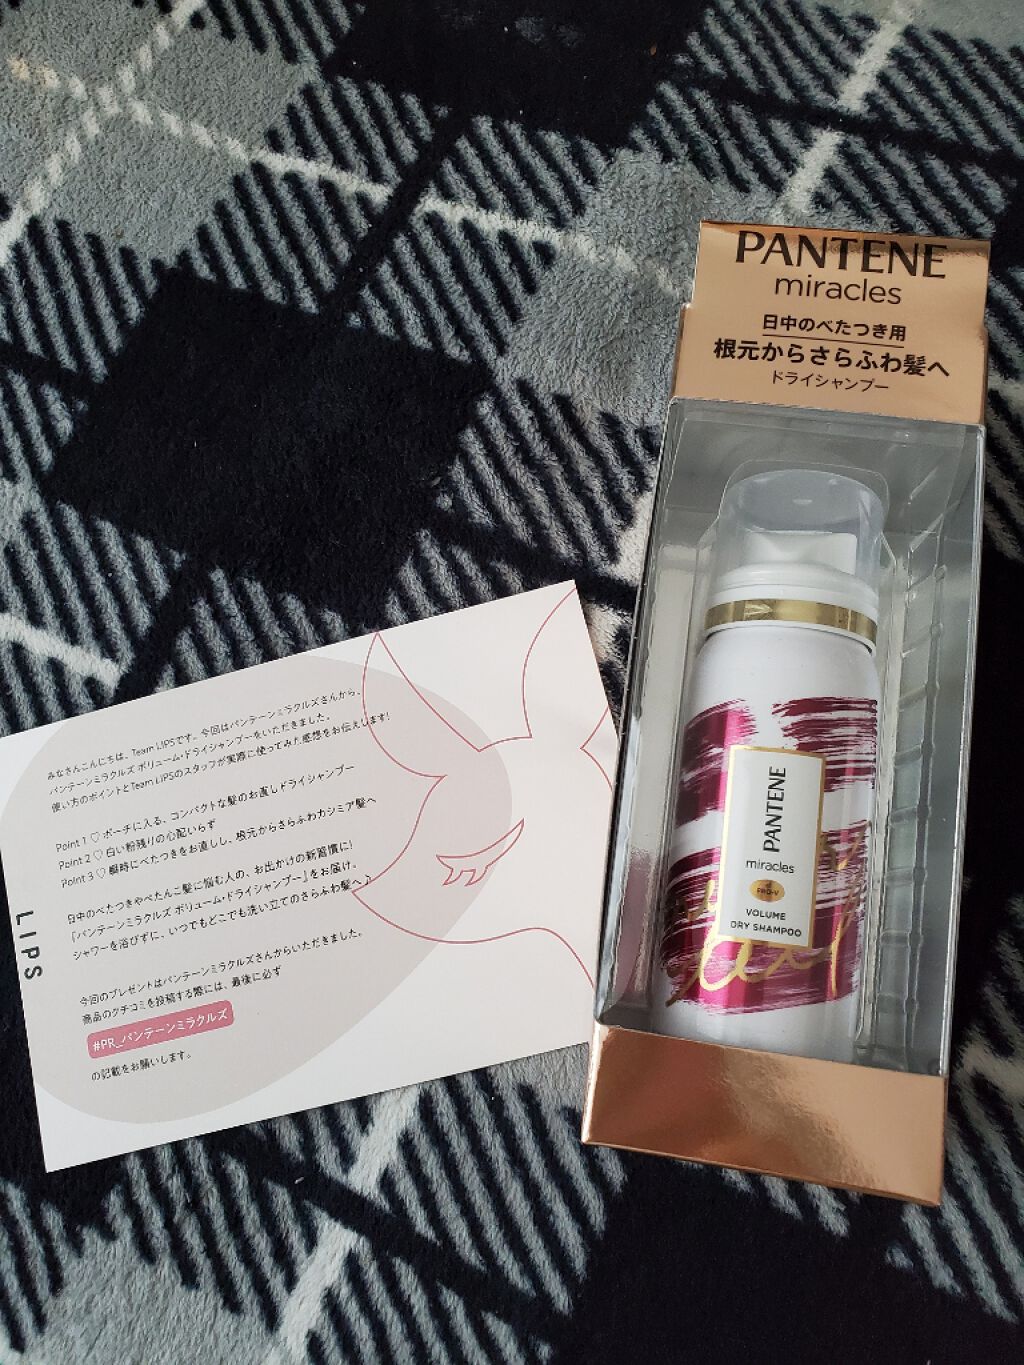 PANTENE
miracles
日中のべたつき用
根元からさらふわ髪へ
ドライシャンプー
PANTENE
miracles
PRO-V
VOLUME
DRY SHAMPOO
LIPS
みなさんこんにちは、Team LIPSです。今回はパンテーンミラクルズさんから、
パンテーンミラクルズ ボリューム・ドライシャンプーをいただきました。
使い方のポイントとTeam LIPSのスタッフが実際に使ってみた感想をお伝えします!
Point 1 ♡ ポーチに入る、コンパクトな髪のお直しドライシャンプー
Point 2 ♡ 白い粉残りの心配いらず
Point 3 ♡ 瞬時にべたつきをお直しし、根元からさらふわカシミア髪へ
日中のべたつきやぺたんこ髪に悩む人の、お出かけの新習慣に!
「パンテーンミラクルズ ボリューム・ドライシャンプー」をお届け。
シャワーを浴びずに、いつでもどこでも洗い立てのさらふわ髪へ♪
今回のプレゼントはパンテーンミラクルズさんからいただきました。
商品のクチコミを投稿する際には、最後に必ず
#PR_パンテーンミラクルズ
の記載をお願いします。